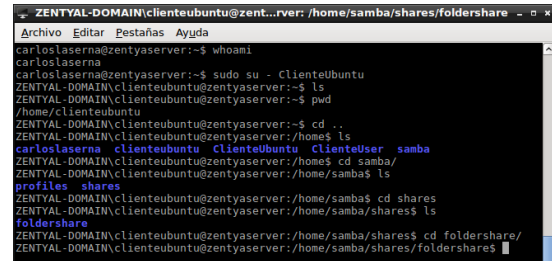 ZENTYAL-DOMAIN\clienteubuntu@zent...rver: /home/samba/shares/foldershare
Archivo Editar Pestañas Ayuda
carloslaserna@zentyaserver:~$ whoami
carloslaserna
carloslaserna@zentyaserver:~$ sudo su - ClienteUbuntu
ZENTYAL-DOMAIN\clienteubuntu@zentyaserver:~$ ls
ZENTYAL-DOMAIN\clienteubuntu@zentyaserver:~$ pwd
/home/clienteubuntu
ZENTYAL-DOMAIN\clienteubuntu@zentyaserver:~$ cd ..
ZENTYAL-DOMAIN\clienteubuntu@zentyaserver:/home$ ls
carloslaserna clienteubuntu ClienteUbuntu ClienteUser samba
ZENTYAL-DOMAIN\clienteubuntu@zentyaserver:/home$ cd samba/
ZENTYAL-DOMAIN\clienteubuntu@zentyaserver:/home/samba$ ls
profiles shares
ZENTYAL-DOMAIN\clienteubuntu@zentyaserver:/home/samba$ cd shares
ZENTYAL-DOMAIN\clienteubuntu@zentyaserver:/home/samba/shares$ ls
foldershare
ZENTYAL-DOMAIN\clienteubuntu@zentyaserver:/home/samba/shares$ cd foldershare/
ZENTYAL-DOMAIN\clienteubuntu@zentyaserver:/home/samba/shares/foldershare$